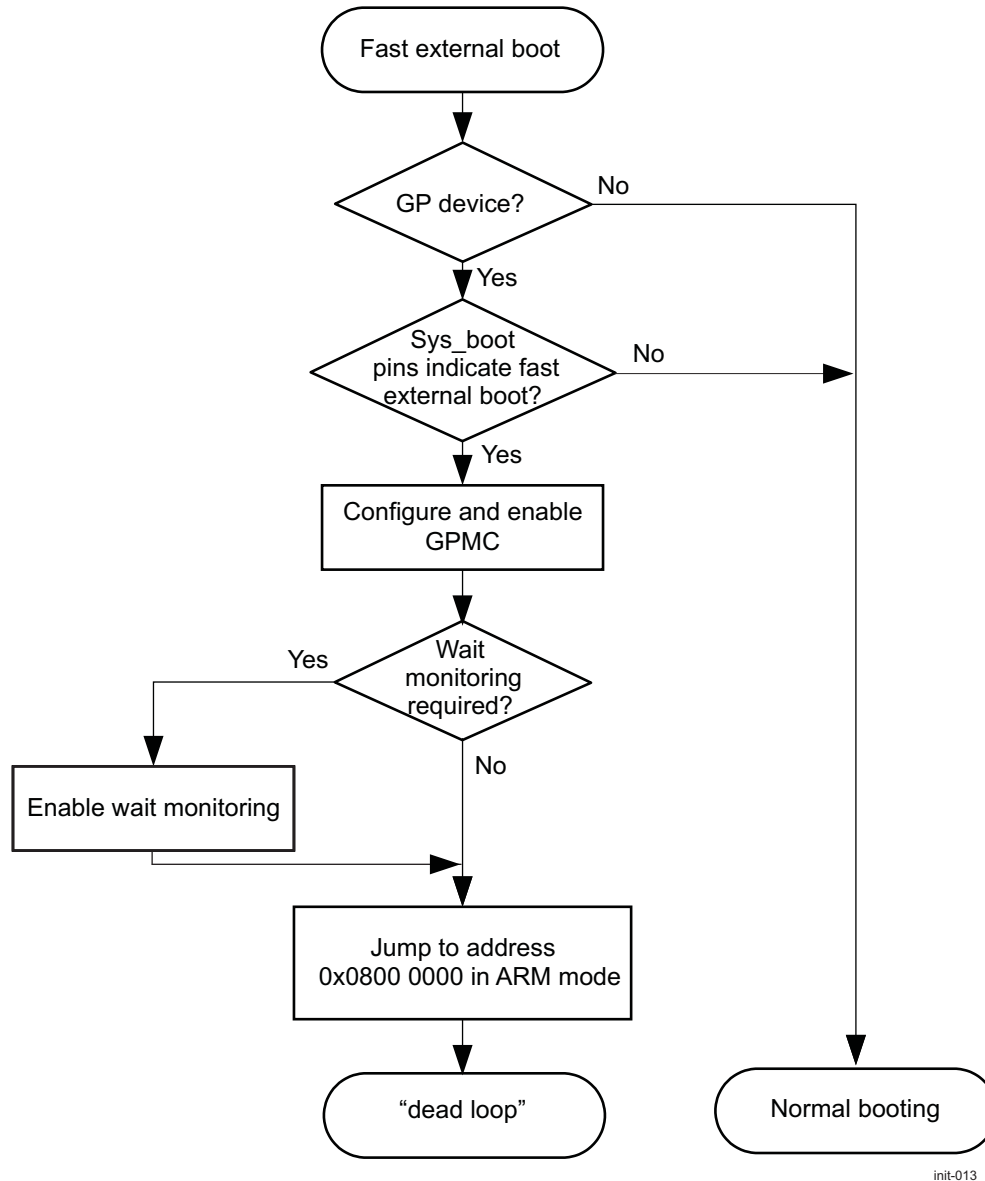 Fast external boot
GP device?
No
Yes
Sys_boot
pins indicate fast
external boot?
No
Yes
Configure and enable
GPMC
Wait
monitoring
required?
Yes
No
Enable wait monitoring
Jump to address
0x0800 0000 in ARM mode
“dead loop”
Normal booting
init-013